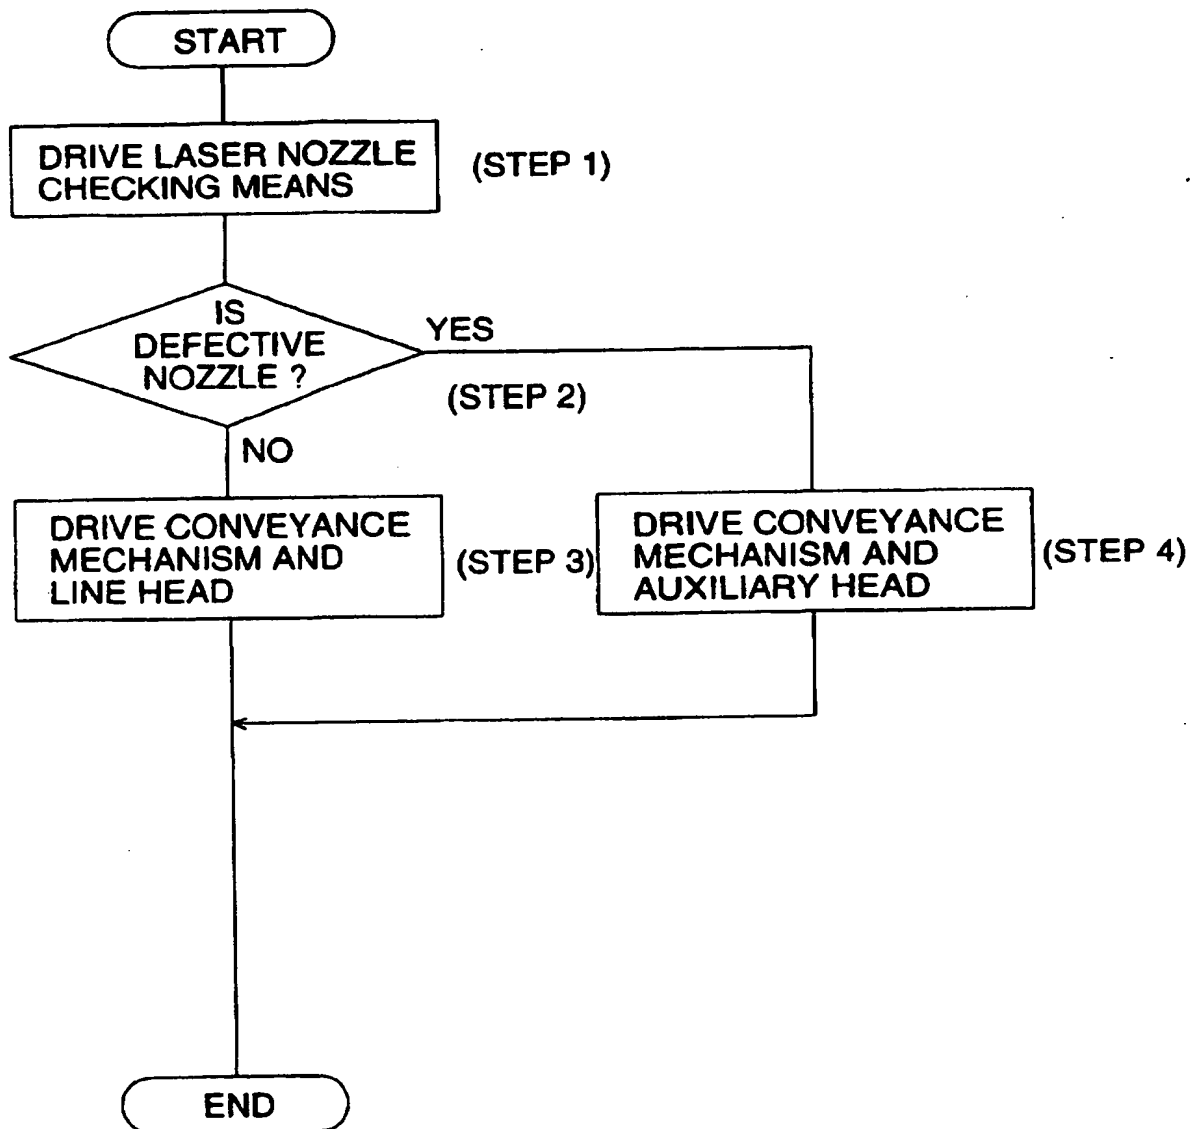 START
DRIVE LASER NOZZLE
CHECKING MEANS
(STEP 1)
IS
DEFECTIVE
NOZZLE ?
YES
(STEP 2)
NO
DRIVE CONVEYANCE
MECHANISM AND
LINE HEAD
(STEP 3)
DRIVE CONVEYANCE
MECHANISM AND
AUXILIARY HEAD
(STEP 4)
END